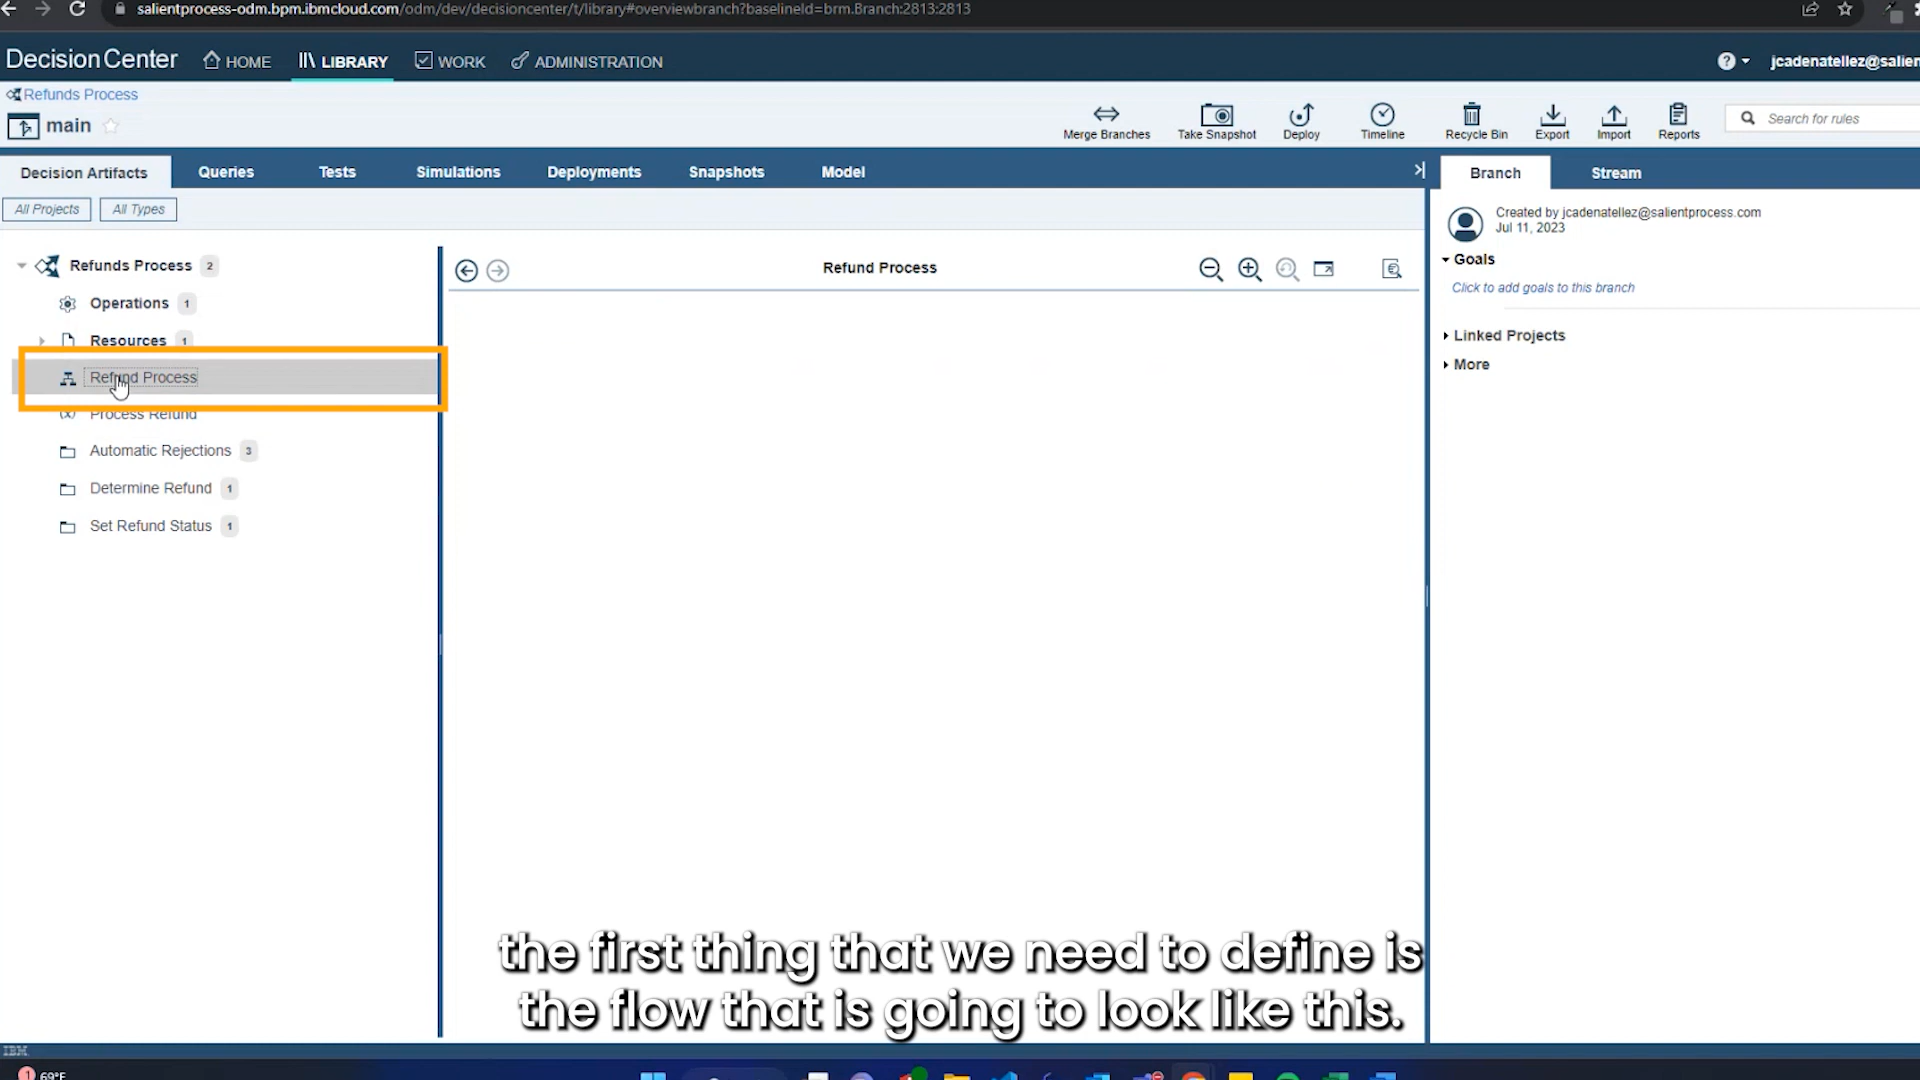 salientprocess-odm.bpm.ibmcloud.com/odm/dev/decisioncenter/t/library#overviewbranch?baselineId=brm.Branch:2813:2813
Decision Center HOME LIBRARY WORK ADMINISTRATION ? jcadenatellez@salien
Refunds Process
main
Merge Branches Take Snapshot Deploy Timeline Recycle Bin Export Import Reports Search for rules
Decision Artifacts Queries Tests Simulations Deployments Snapshots Model
Branch Stream
All Projects All Types
Created by jcadenatellez@salientprocess.com
Jul 11, 2023
Goals
Click to add goals to this branch
Linked Projects
More
Refund Process
Refunds Process 2
Operations 1
Resources 1
Refund Process
(x) Process Refund
Automatic Rejections 3
Determine Refund 1
Set Refund Status 1
the first thing that we need to define is
the flow that is going to look like this.
IBM
1 69°F